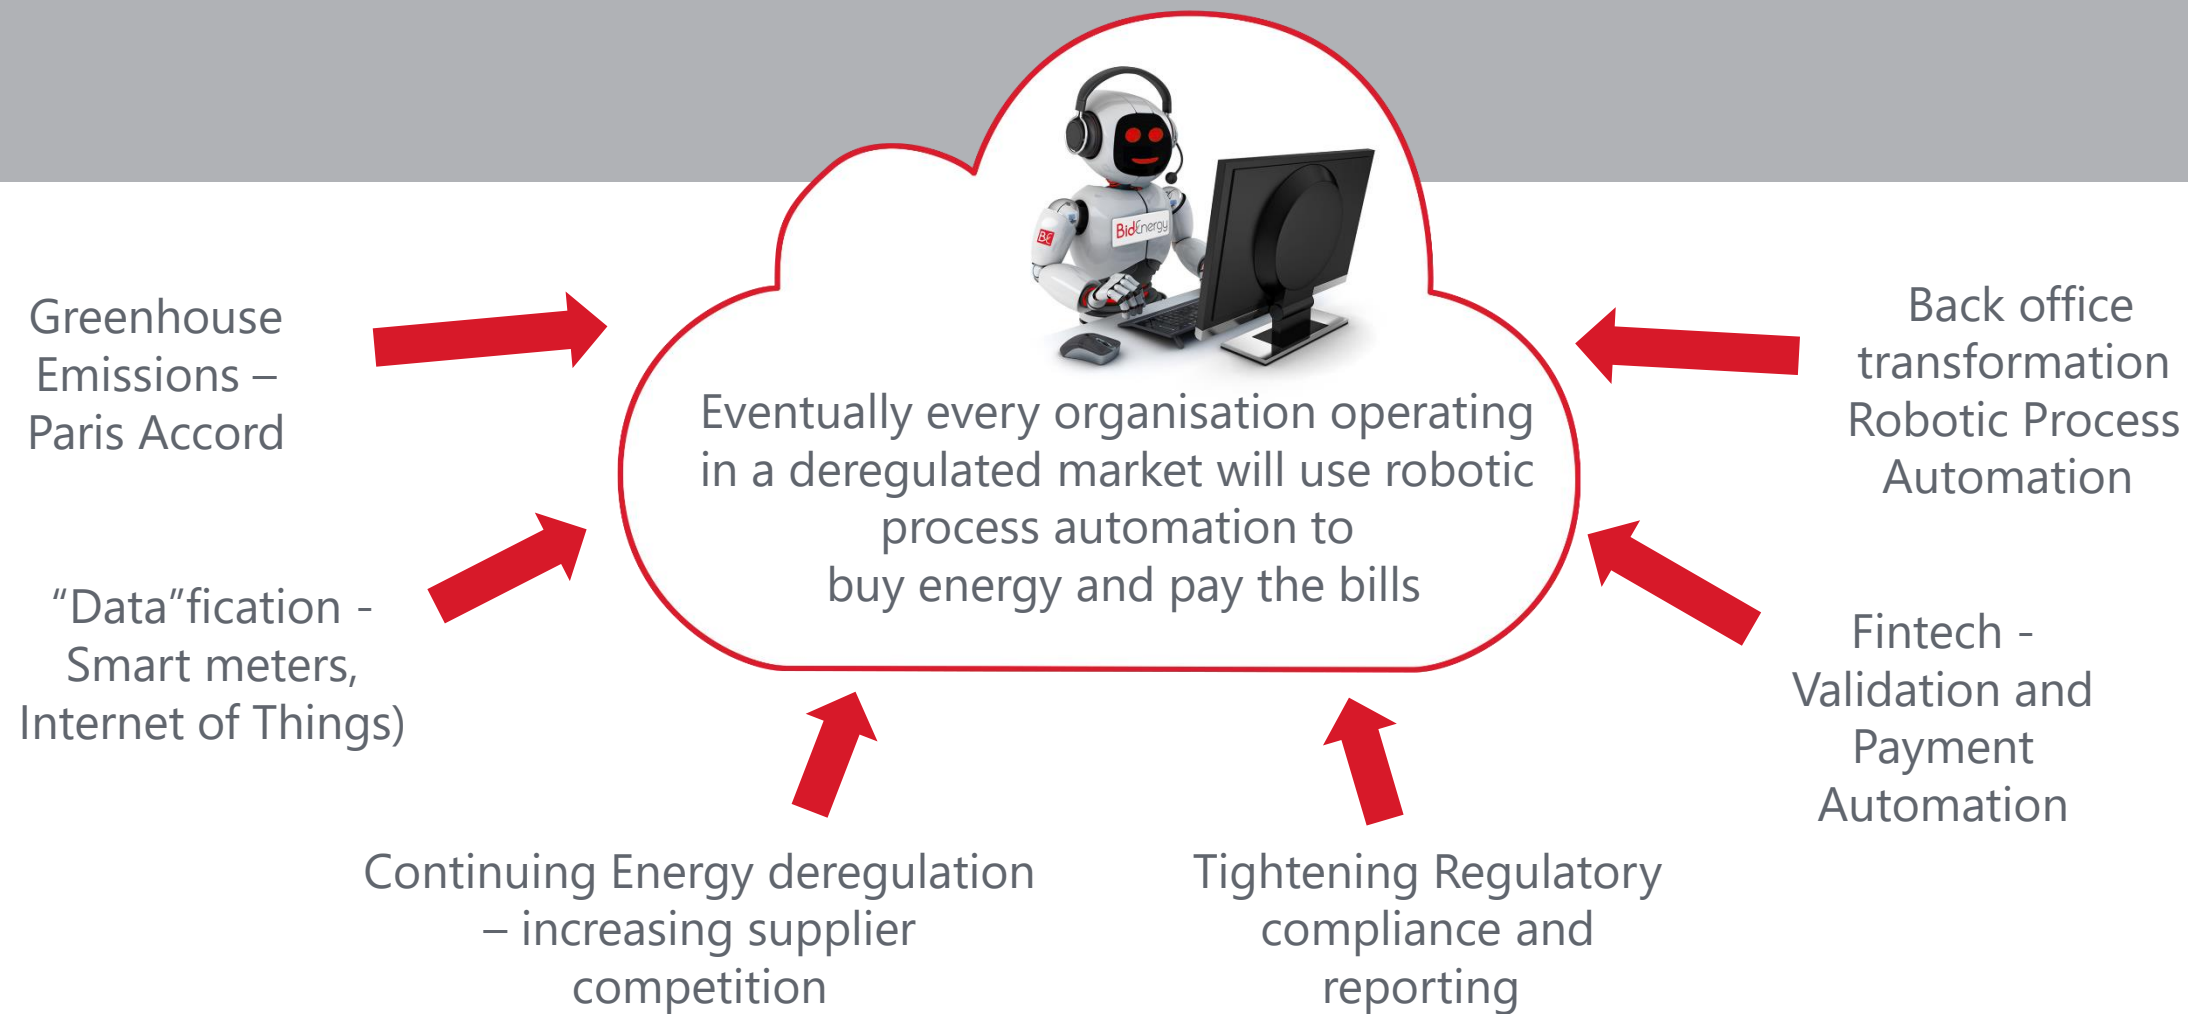 BidEnergy
BE
Greenhouse
Emissions –
Paris Accord
“Data”fication -
Smart meters,
Internet of Things)
Eventually every organisation operating
in a deregulated market will use robotic
process automation to
buy energy and pay the bills
Back office
transformation
Robotic Process
Automation
Fintech -
Validation and
Payment
Automation
Continuing Energy deregulation
– increasing supplier
competition
Tightening Regulatory
compliance and
reporting